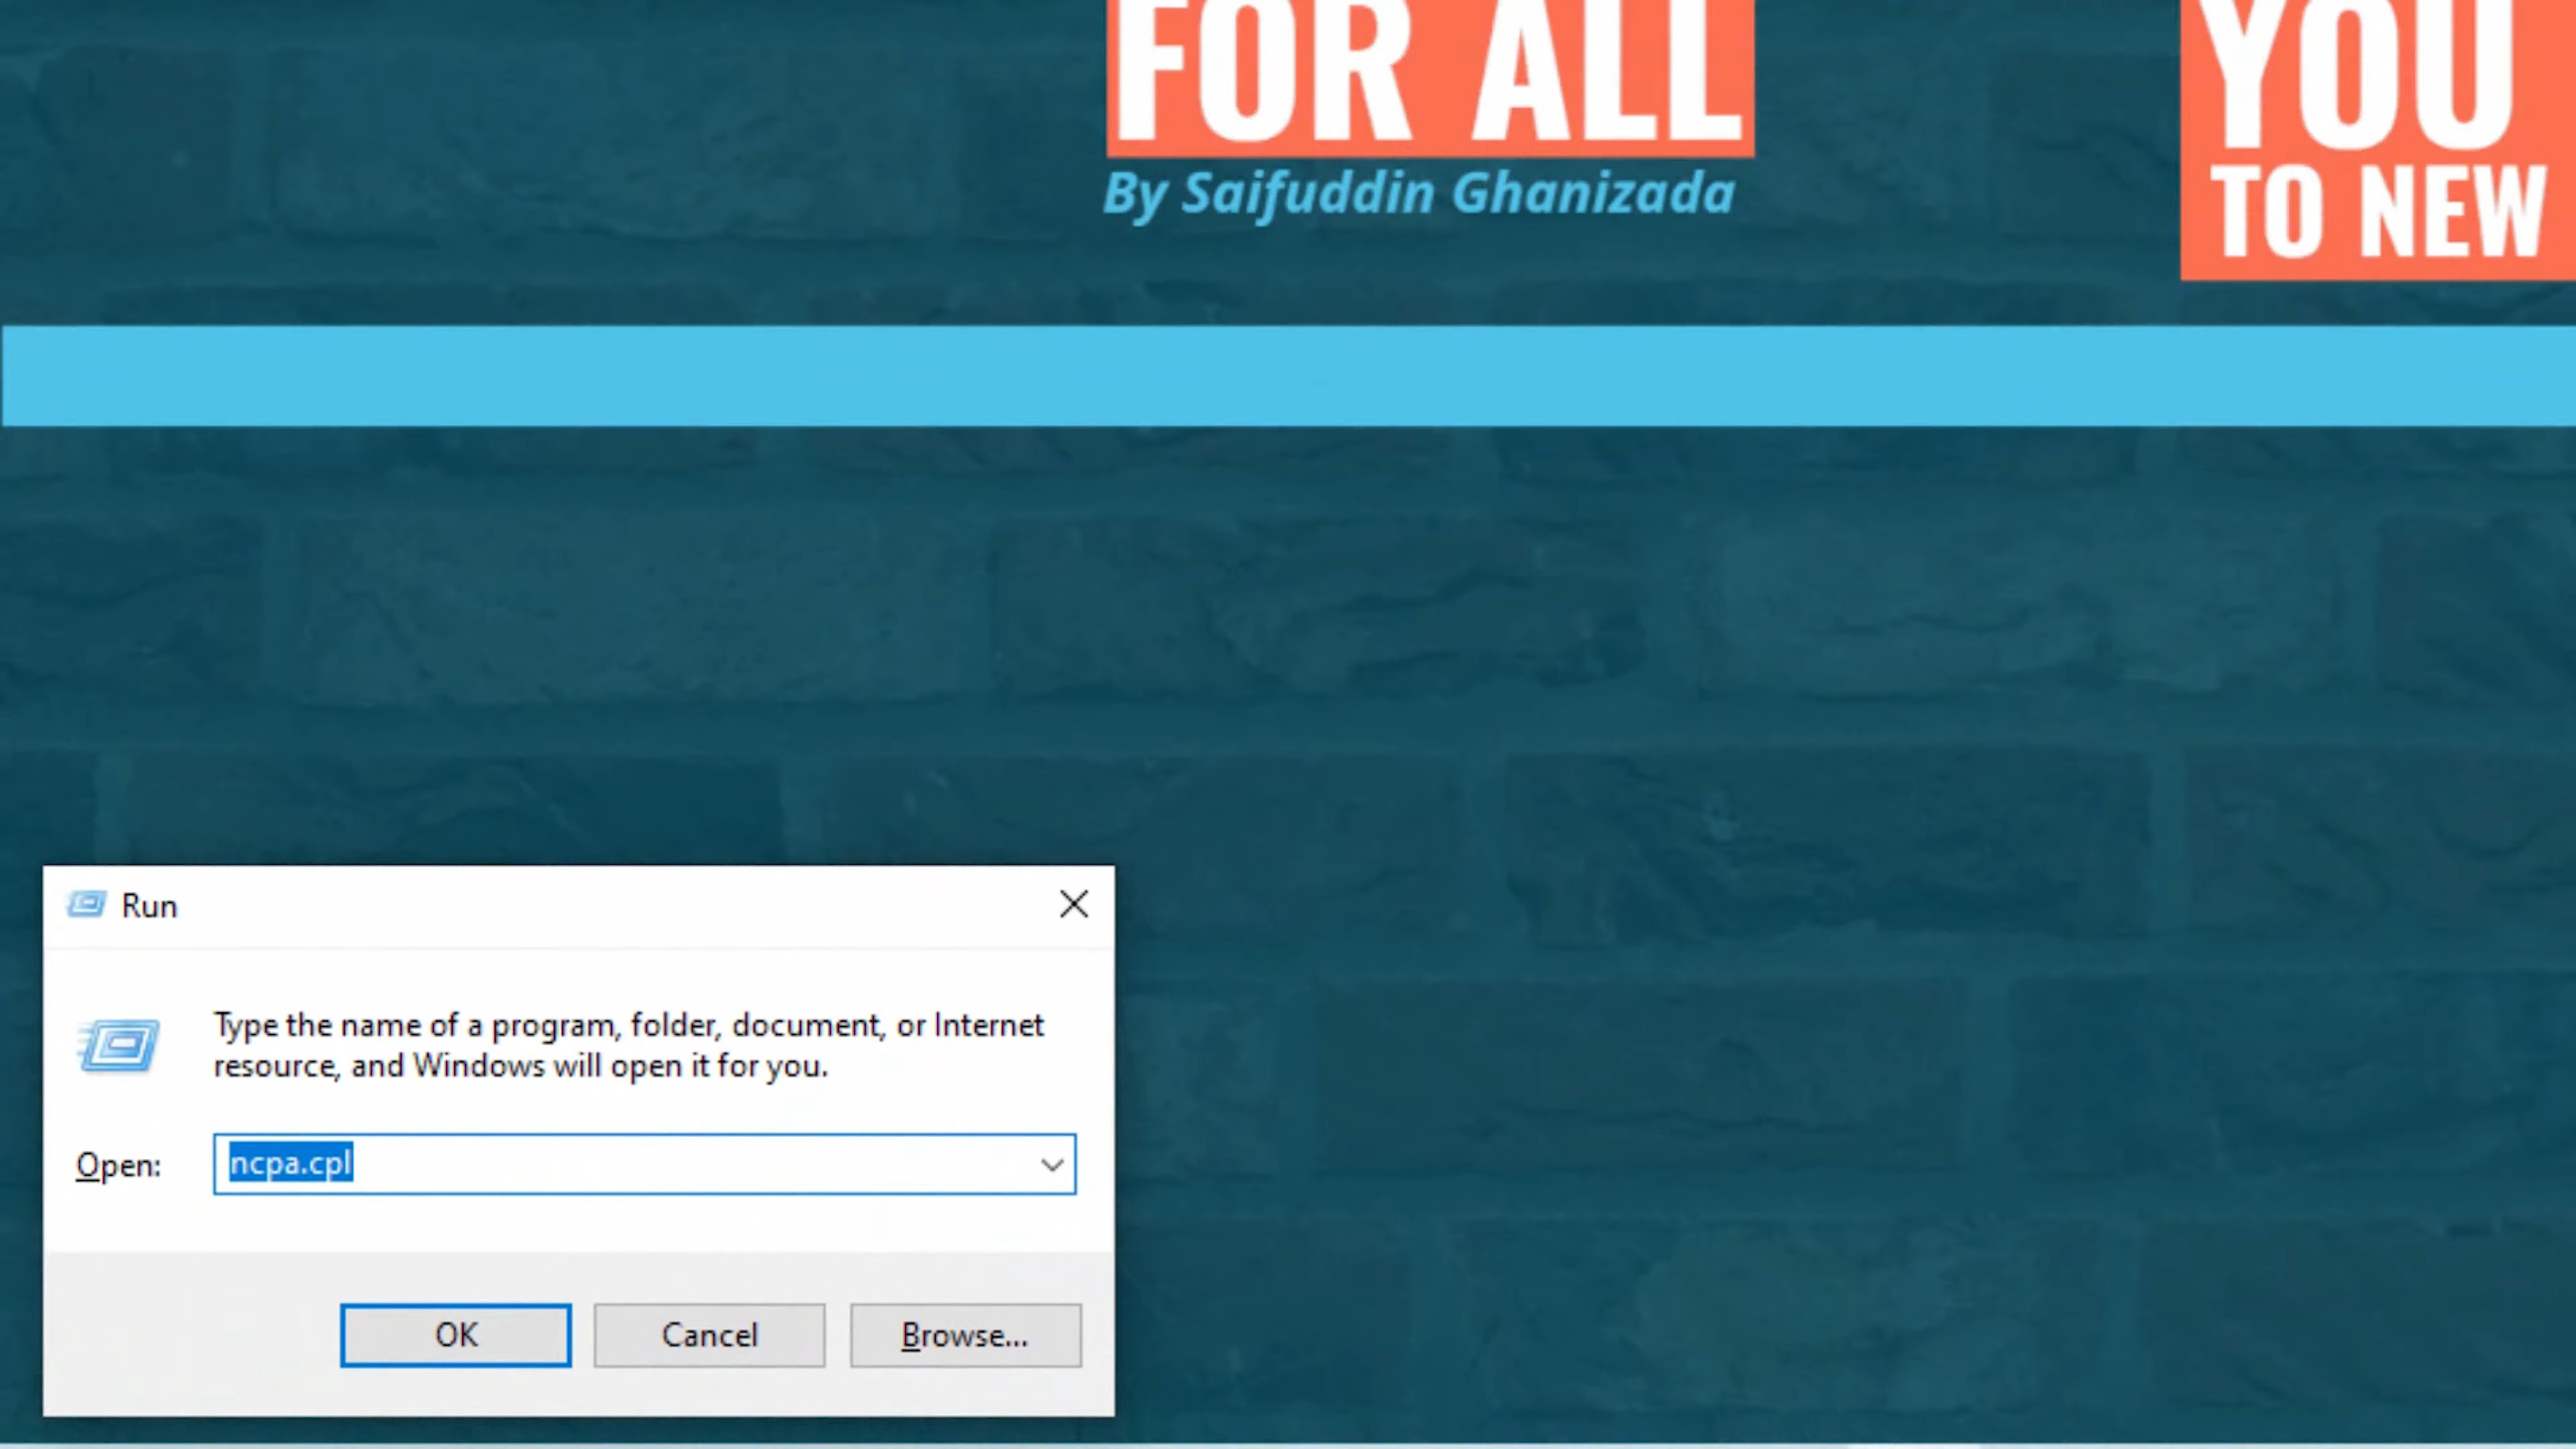 FOR ALL
By Saifuddin Ghanizada
YOU
TO NEW
Run
Type the name of a program, folder, document, or Internet
resource, and Windows will open it for you.
Open:
ncpa.cpl
OK
Cancel
Browse...